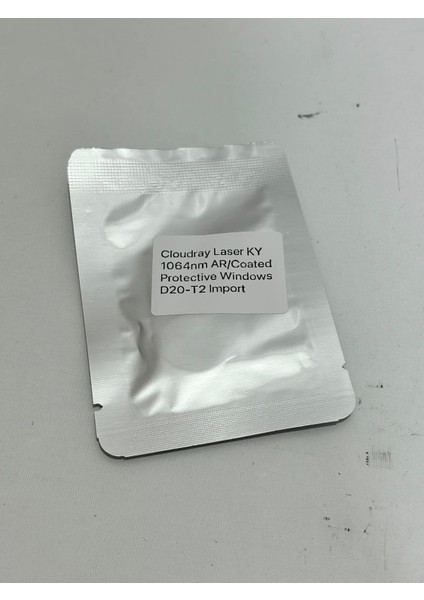 Cloudray Laser KY
1064nm AR/Coated
Protective Windows
D20-T2 Import